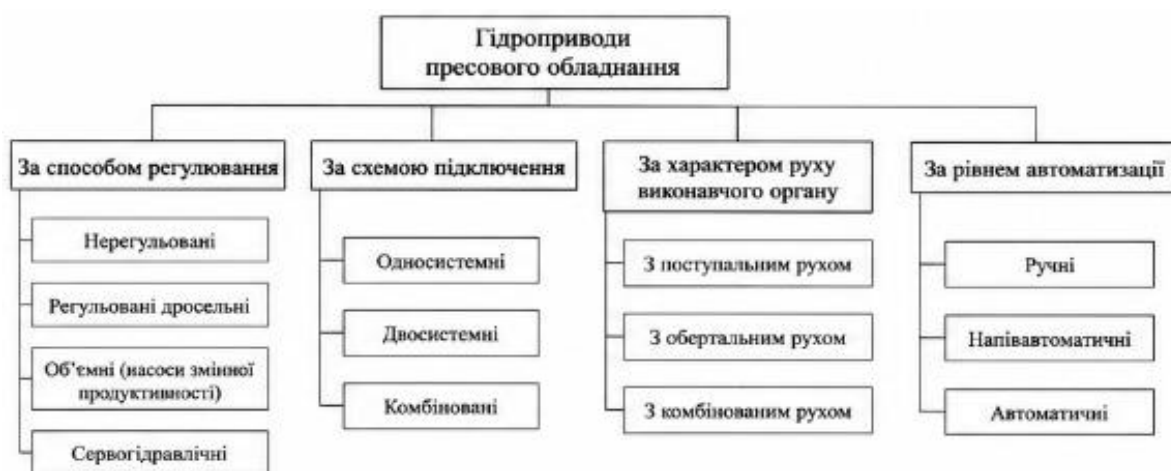 Гідроприводи
пресового обладнання
За способом регулювання
Нерегульовані
Регульовані дросельні
Об'ємні (насоси змінної
продуктивності)
Сервогідравлічні
За схемою підключення
Односистемні
Двосистемні
Комбіновані
За характером руху
виконавчого органу
З поступальним рухом
З обертальним рухом
З комбінованим рухом
За рівнем автоматизації
Ручні
Напівавтоматичні
Автоматичні